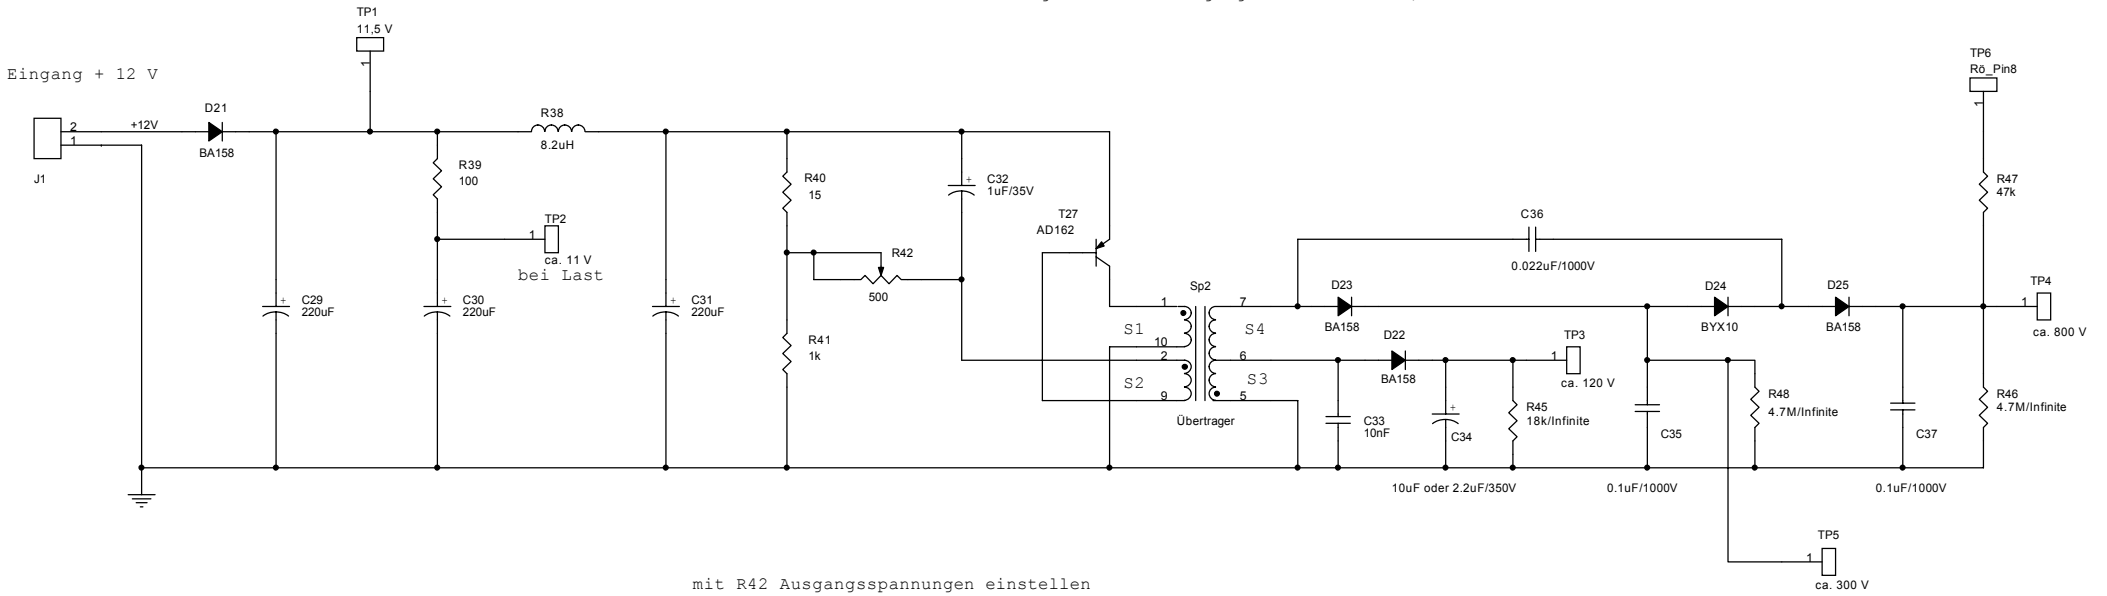 TP1
11,5 V
1
Eingang + 12 V
TP6
Rö_Pin8
1
D21
+12V
2
1
BA158
J1
R38
8.2uH
R39
100
R40
15
C32
1uF/35V
R47
47k
T27
AD162
C36
0.022uF/1000V
TP2
1
ca. 11 V
bei Last
R42
500
C29
220uF
C30
220uF
C31
220uF
R41
1k
Sp2
1
10
2
9
S1
S2
7
6
5
S4
S3
Übertrager
D23
BA158
D24
BYX10
D25
BA158
TP4
1
ca. 800 V
D22
BA158
TP3
1
ca. 120 V
C33
10nF
C34
R45
18k/Infinite
C35
R48
4.7M/Infinite
C37
R46
4.7M/Infinite
10uF oder 2.2uF/350V
0.1uF/1000V
0.1uF/1000V
TP5
1
ca. 300 V
mit R42 Ausgangsspannungen einstellen